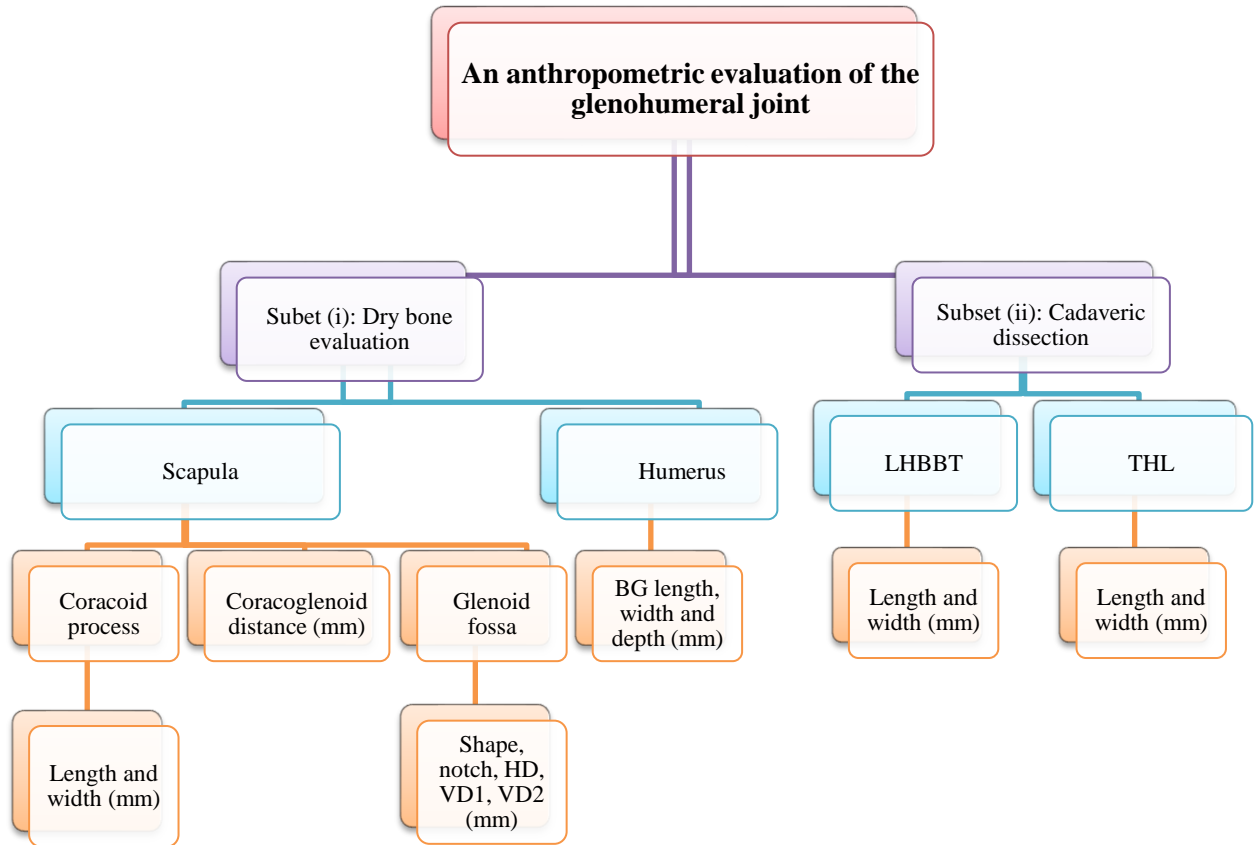 An anthropometric evaluation of the
glenohumeral joint
Subet (i): Dry bone
evaluation
Subset (ii): Cadaveric
dissection
Scapula
Humerus
LHBBT
THL
Coracoid
process
Coracoglenoid
distance (mm)
Glenoid
fossa
BG length,
width and
depth (mm)
Length and
width (mm)
Length and
width (mm)
Length and
width (mm)
Shape,
notch, HD,
VD1, VD2
(mm)